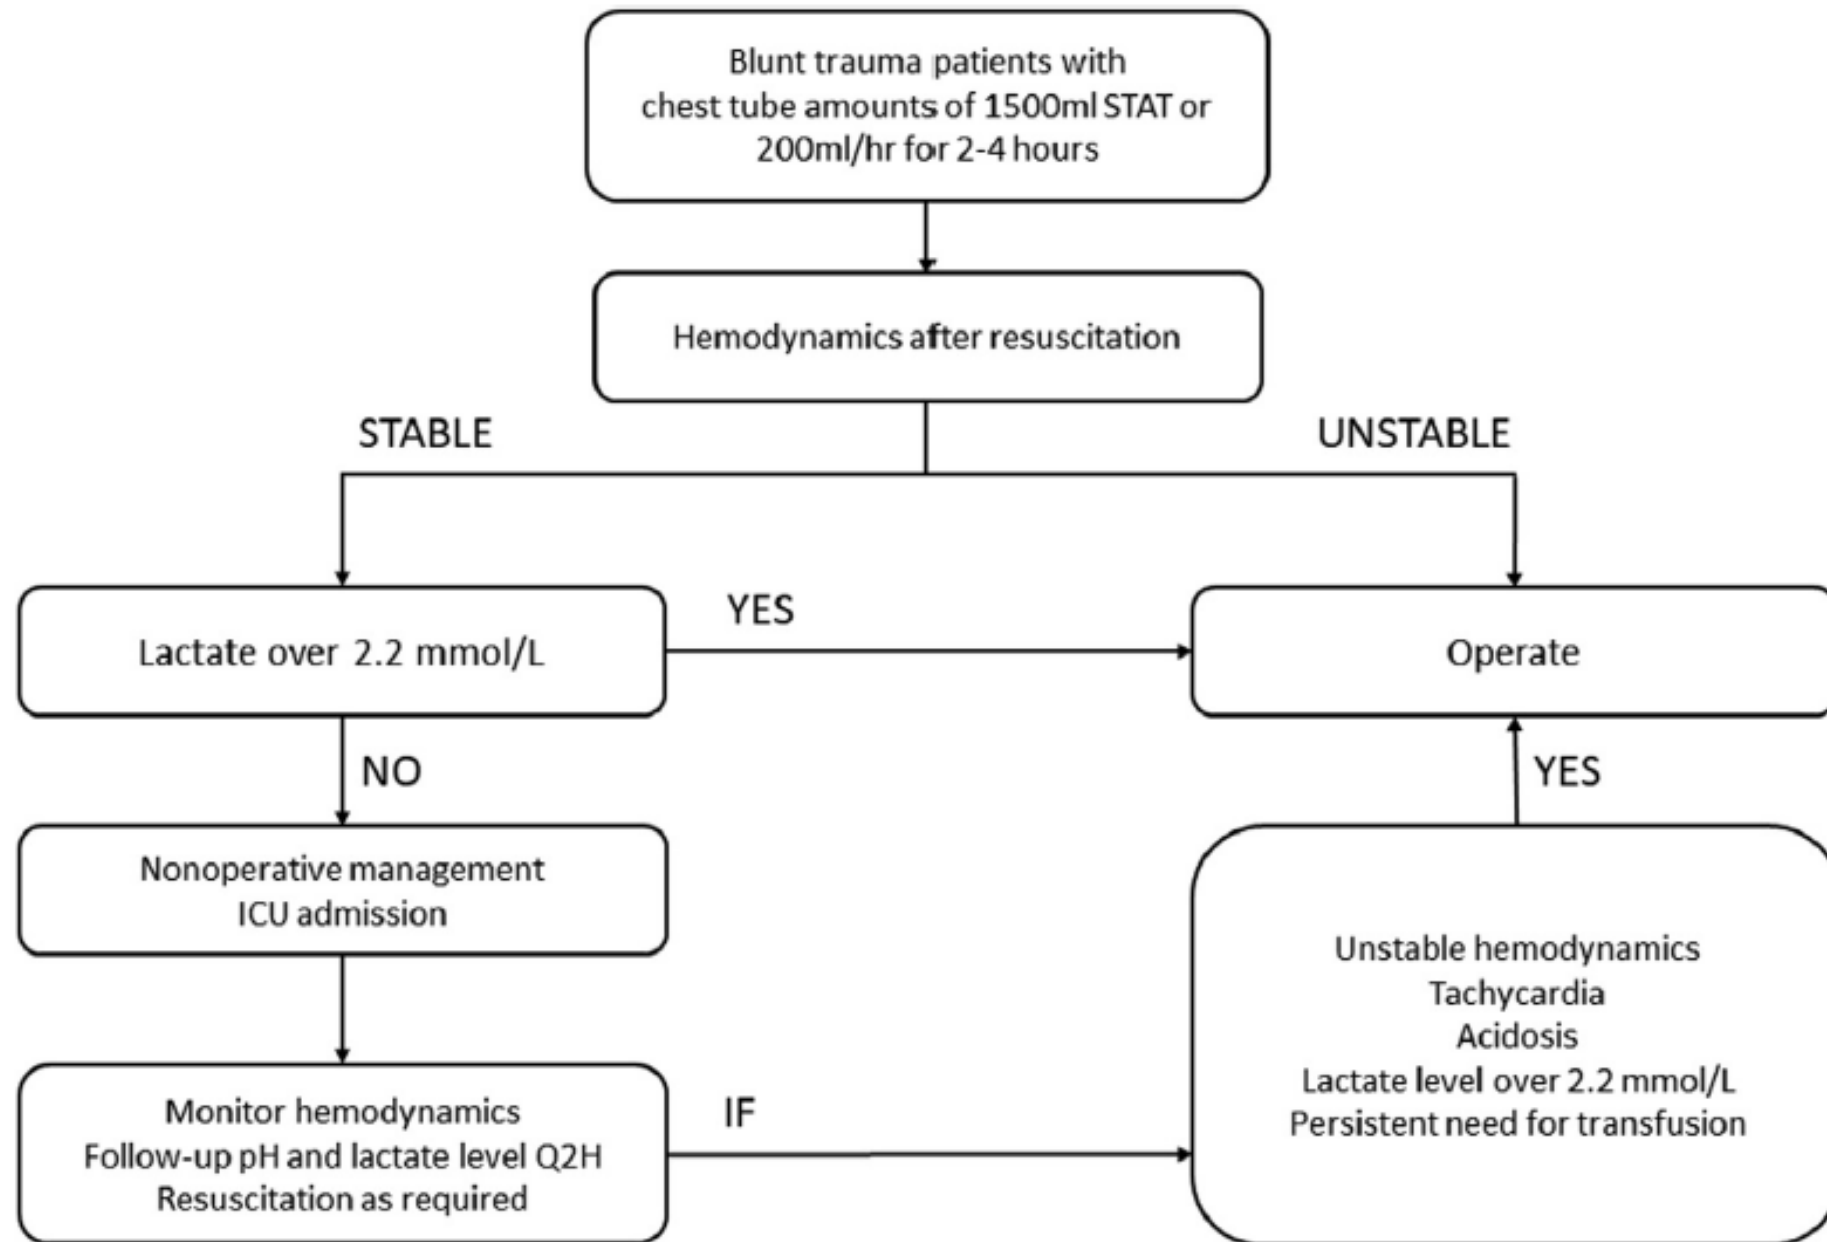 Blunt trauma patients with
chest tube amounts of 1500ml STAT or
200ml/hr for 2-4 hours
Hemodynamics after resuscitation
STABLE
UNSTABLE
Lactate over 2.2 mmol/L
YES
Operate
NO
YES
Nonoperative management
ICU admission
Unstable hemodynamics
Tachycardia
Acidosis
Lactate level over 2.2 mmol/L
Persistent need for transfusion
Monitor hemodynamics
Follow-up pH and lactate level Q2H
Resuscitation as required
IF